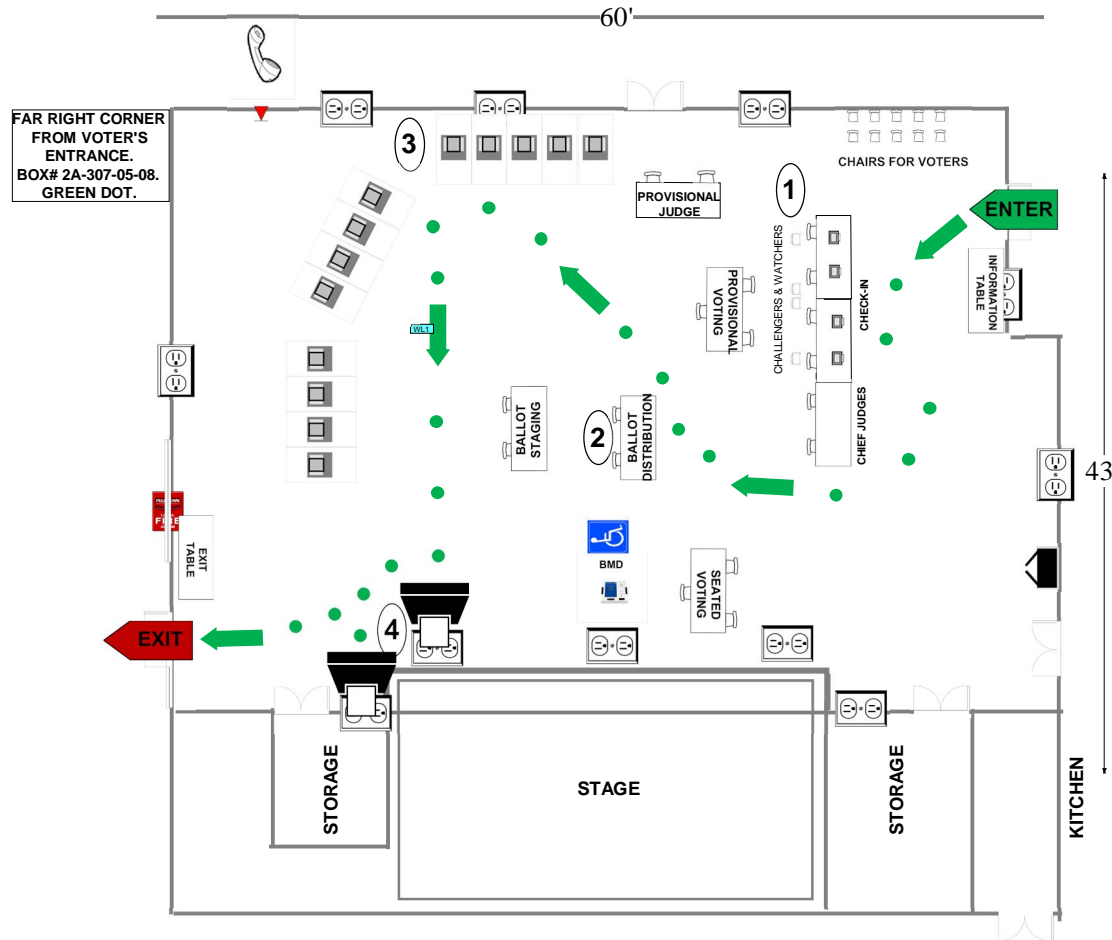 60'
FAR RIGHT CORNER
FROM VOTER'S
ENTRANCE.
BOX# 2A-307-05-08.
GREEN DOT.
3
CHAIRS FOR VOTERS
1
PROVISIONAL
JUDGE
ENTER
CHALLENGERS & WATCHERS
CHECK-IN
INFORMATION
TABLE
PROVISIONAL
VOTING
WL1
BALLOT
STAGING
2
BALLOT
DISTRIBUTION
CHIEF JUDGES
43
FIRE
EXIT
TABLE
BMD
SEATED
VOTING
4
EXIT
STORAGE
STAGE
STORAGE
KITCHEN